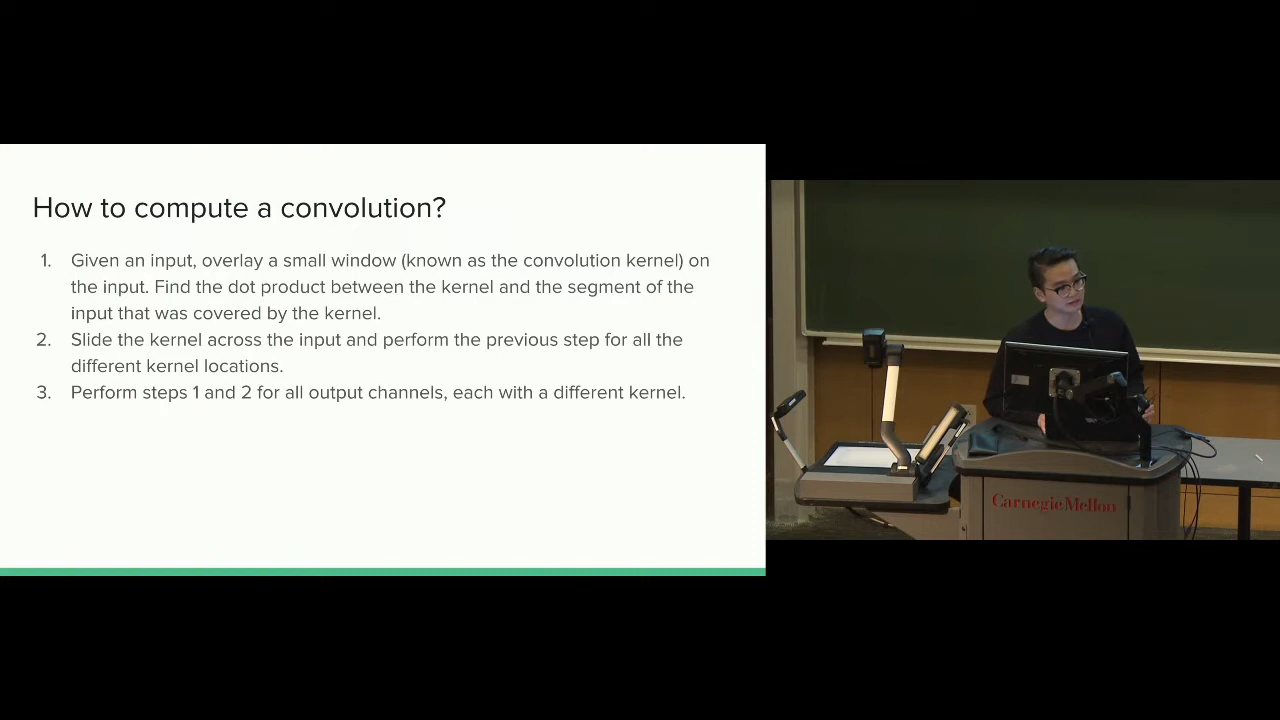 How to compute a convolution?
1. Given an input, overlay a small window (known as the convolution kernel) on
the input. Find the dot product between the kernel and the segment of the
input that was covered by the kernel.
2. Slide the kernel across the input and perform the previous step for all the
different kernel locations.
3. Perform steps 1 and 2 for all output channels, each with a different kernel.
Carnegie Mellon